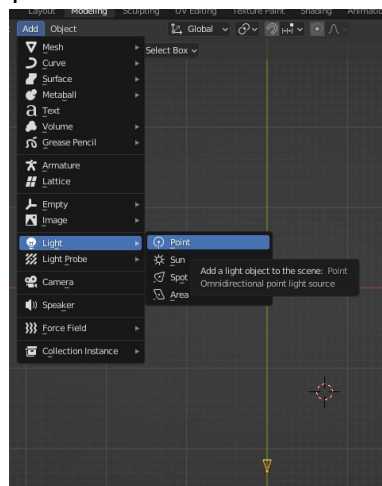 Layout Modeling Sculpting UV Editing Texture Paint Shading Animati
Add Object Global
Select Box
Mesh
Curve
Surface
Metaball
Text
Volume
Grease Pencil
Armature
Lattice
Empty
Image
Light
Light Probe
Camera
Speaker
Force Field
Collection Instance
Point
Sun
Spot
Area
Add a light object to the scene: Point
Omnidirectional point light source